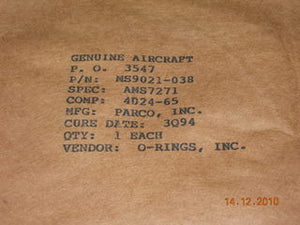 GENUINE AIRCRAFT
P. O. 3547
P/N: MS9021-038
SPEC: AMS7271
COMP: 4D24-65
MFG: PARCO, INC.
CURE DATE: 3Q94
QTY: 1 EACH
VENDOR: O-RINGS, INC.
14.12.2010